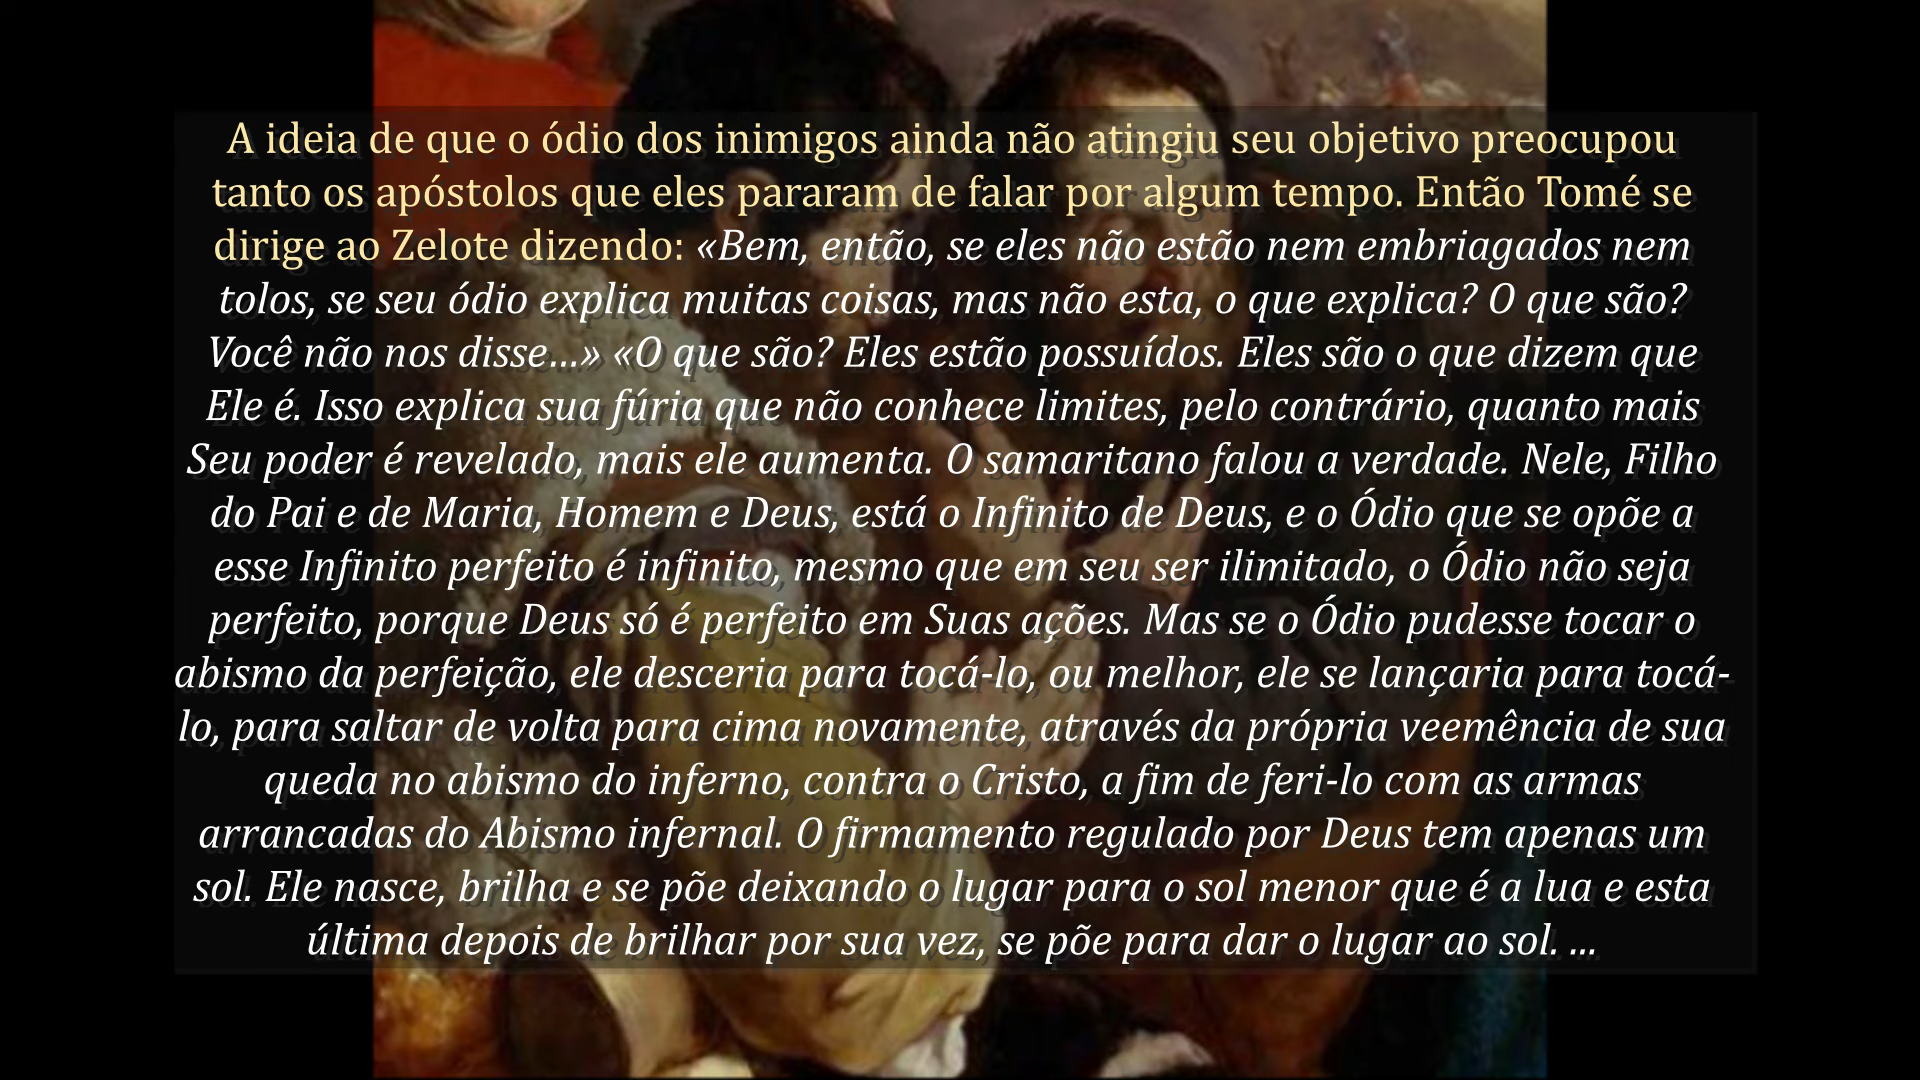 A ideia de que o ódio dos inimigos ainda não atingiu seu objetivo preocupou
tanto os apóstolos que eles pararam de falar por algum tempo. Então Tomé se
dirige ao Zelote dizendo: «Bem, então, se eles não estão nem embriagados nem
tolos, se seu ódio explica muitas coisas, mas não esta, o que explica? O que são?
Você não nos disse...» «O que são? Eles estão possuídos. Eles são o que dizem que
Ele é. Isso explica sua fúria que não conhece limites, pelo contrário, quanto mais
Seu poder é revelado, mais ele aumenta. O samaritano falou a verdade. Nele, Filho
do Pai e de Maria, Homem e Deus, está o Infinito de Deus, e o Ódio que se opõe a
esse Infinito perfeito é infinito, mesmo que em seu ser ilimitado, o Ódio não seja
perfeito, porque Deus só é perfeito em Suas ações. Mas se o Ódio pudesse tocar o
abismo da perfeição, ele desceria para tocá-lo, ou melhor, ele se lançaria para tocá-
lo, para saltar de volta para cima novamente, através da própria veemência de sua
queda no abismo do inferno, contra o Cristo, a fim de feri-lo com as armas
arrancadas do Abismo infernal. O firmamento regulado por Deus tem apenas um
sol. Ele nasce, brilha e se põe deixando o lugar para o sol menor que é a lua e esta
última depois de brilhar por sua vez, se põe para dar o lugar ao sol. ...